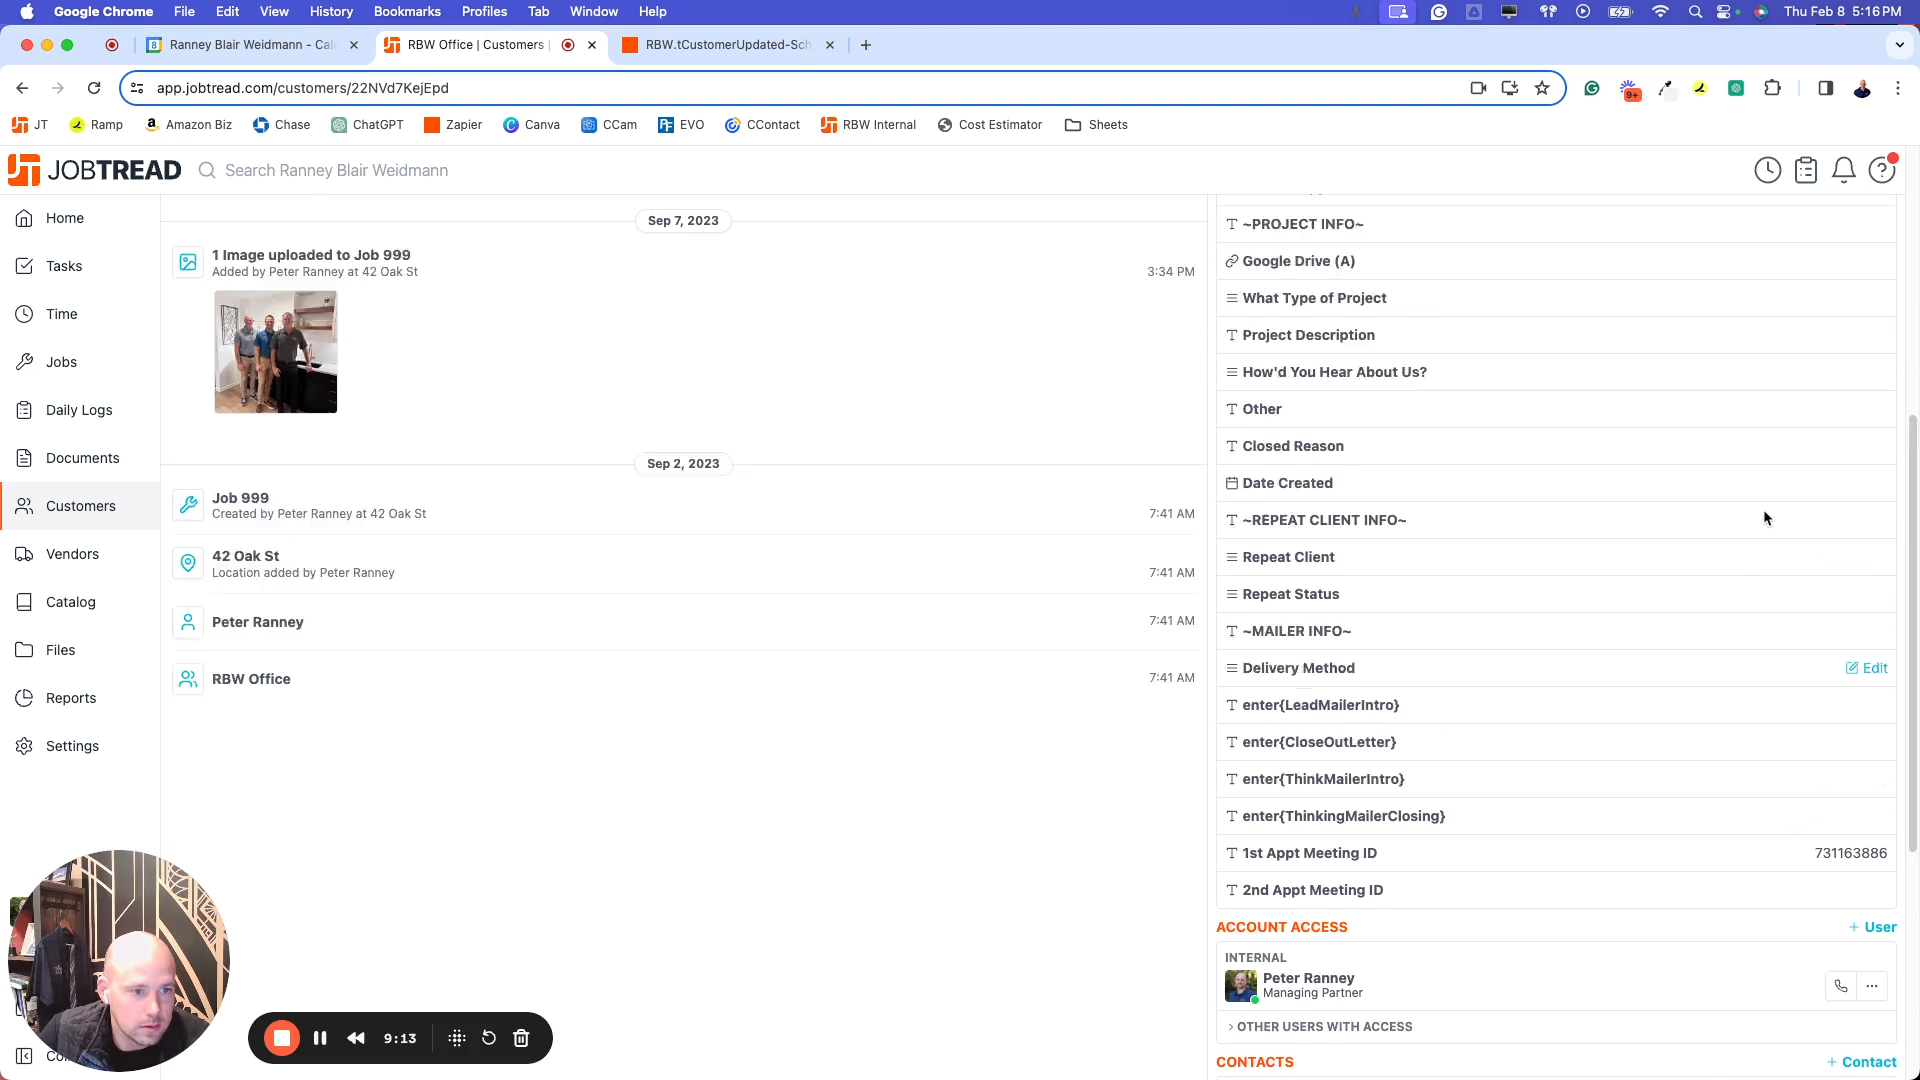 Google Chrome File Edit View History Bookmarks Profiles Tab Window Help Thu Feb 8 5:16 PM
8 Ranney Blair Weidmann - Cale RBW Office | Customers | RBW.tCustomerUpdated-Sch
app.jobtread.com/customers/22NVd7KejEpd 9+
JT Ramp Amazon Biz Chase ChatGPT Zapier Canva CCam EVO CContact RBW Internal Cost Estimator Sheets
JOBTREAD Search Ranney Blair Weidmann
Home
Tasks
Time
Jobs
Daily Logs
Documents
Customers
Vendors
Catalog
Files
Reports
Settings
Sep 7, 2023
1 Image uploaded to Job 999
Added by Peter Ranney at 42 Oak St 3:34 PM
Sep 2, 2023
Job 999
Created by Peter Ranney at 42 Oak St 7:41 AM
42 Oak St
Location added by Peter Ranney 7:41 AM
Peter Ranney 7:41 AM
RBW Office 7:41 AM
~PROJECT INFO~
Google Drive (A)
What Type of Project
Project Description
How'd You Hear About Us?
Other
Closed Reason
Date Created
~REPEAT CLIENT INFO~
Repeat Client
Repeat Status
~MAILER INFO~
Delivery Method Edit
enter{LeadMailerIntro}
enter{CloseOutLetter}
enter{ThinkMailerIntro}
enter{ThinkingMailerClosing}
1st Appt Meeting ID 731163886
2nd Appt Meeting ID
ACCOUNT ACCESS + User
INTERNAL
Peter Ranney
Managing Partner
OTHER USERS WITH ACCESS
CONTACTS + Contact
9:13